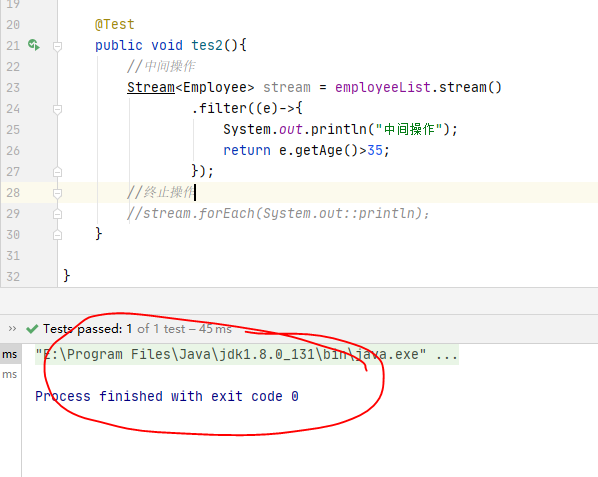 19
20 @Test
21 public void tes2(){
22 //中间操作
23 Stream<Employee> stream = employeeList.stream()
24 .filter((e)->{
25 System.out.println("中间操作");
26 return e.getAge()>35;
27 });
28 //终止操作
29 //stream.forEach(System.out::println);
30 }
31
32 }
›› Tests passed: 1 of 1 test – 45 ms
ms "E:\Program Files\Java\jdk1.8.0_131\bin\java.exe" ...
ms
Process finished with exit code 0